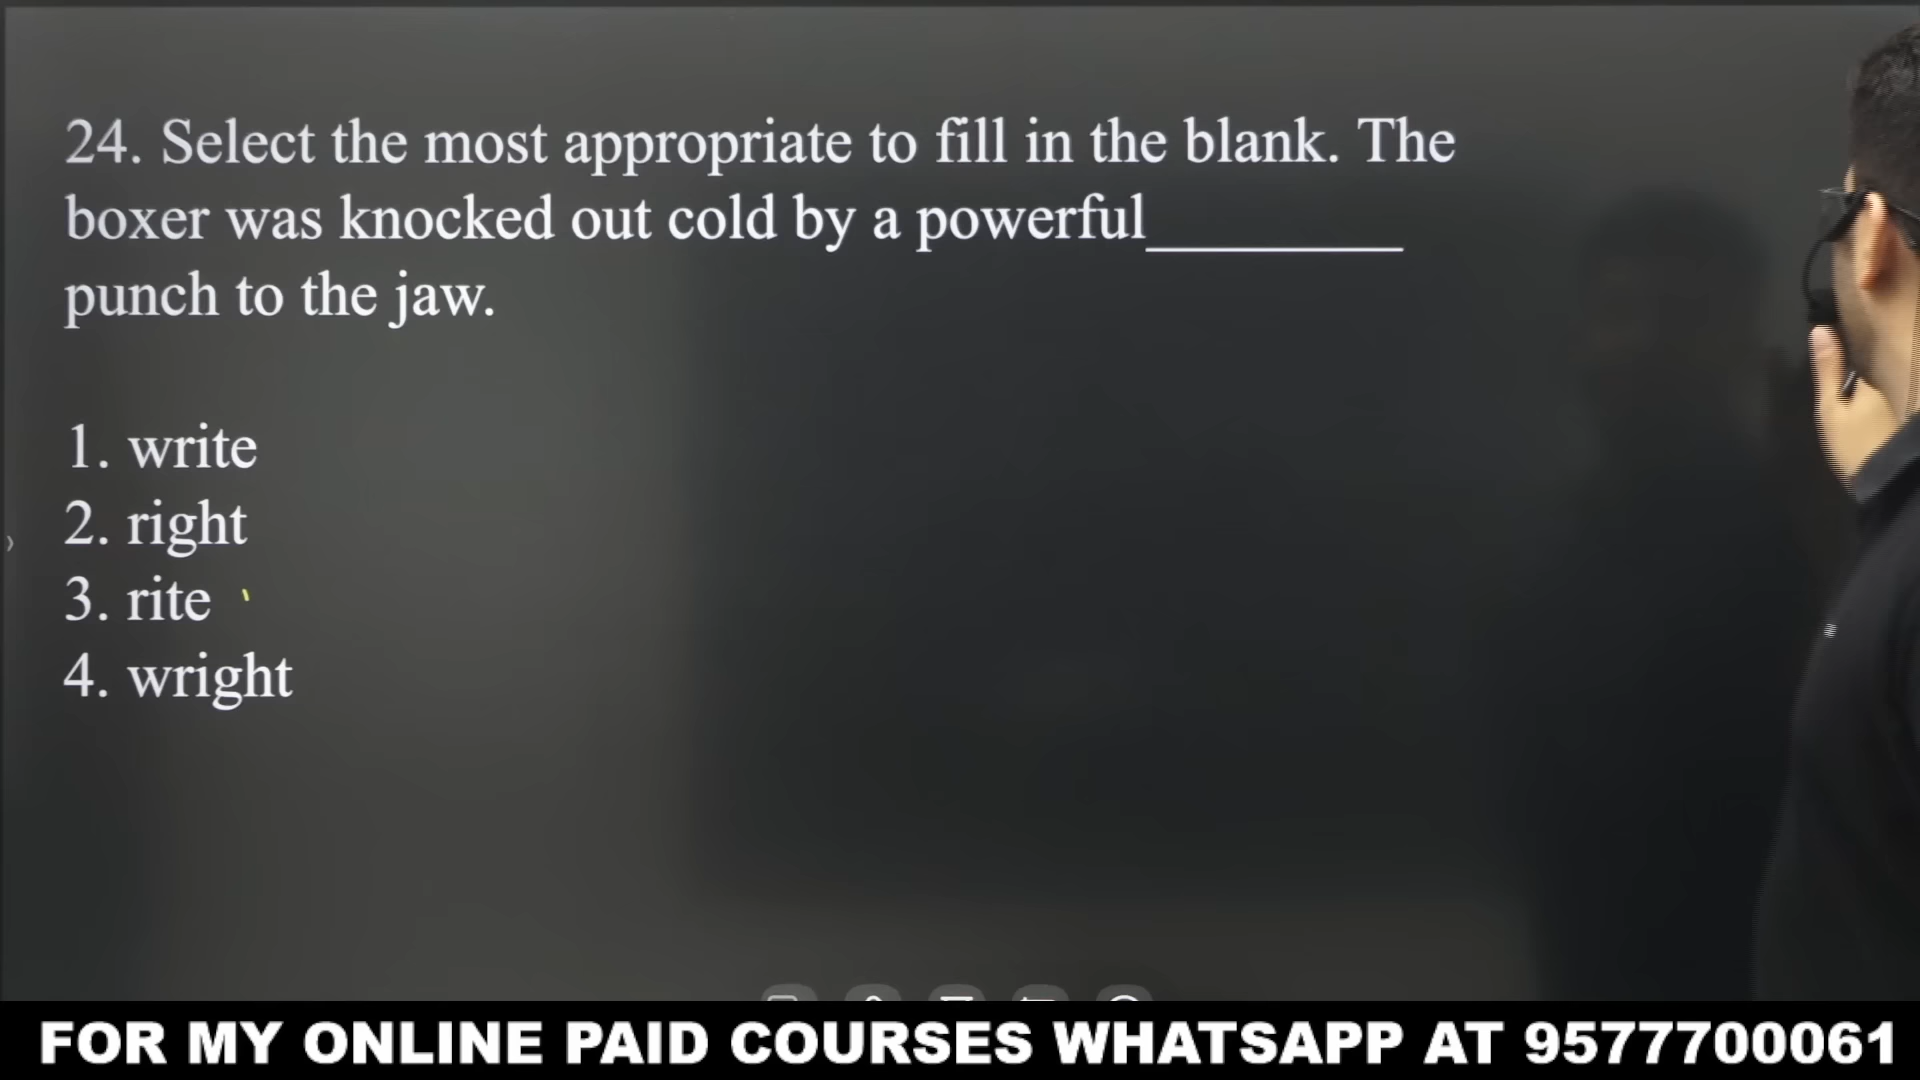 24. Select the most appropriate to fill in the blank. The
boxer was knocked out cold by a powerful________
punch to the jaw.
1. write
2. right
3. rite
4. wright
FOR MY ONLINE PAID COURSES WHATSAPP AT 9577700061